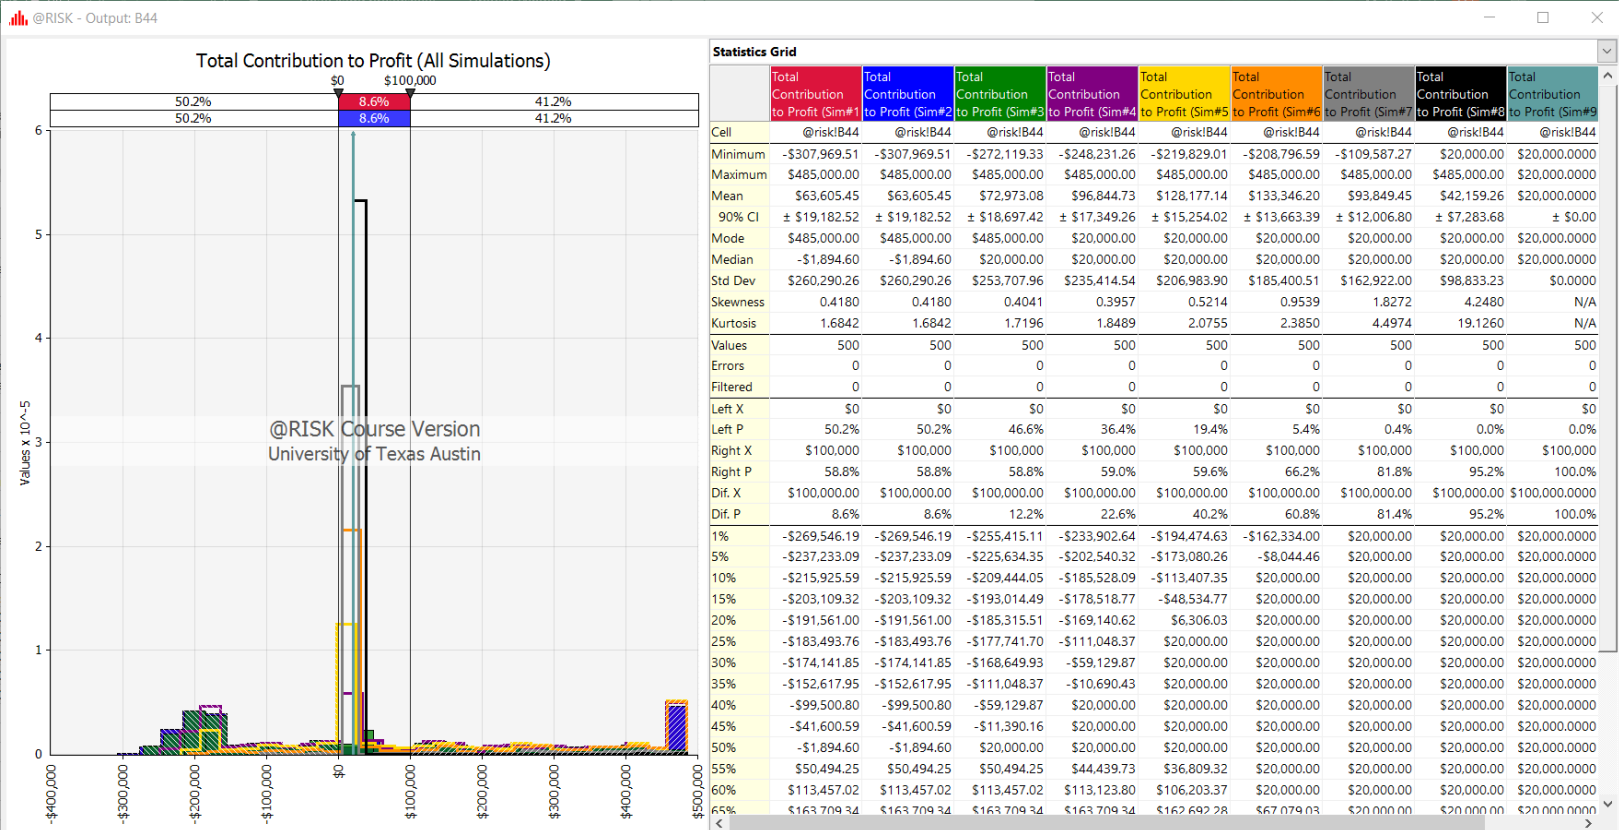 @RISK - Output: B44
Total Contribution to Profit (All Simulations)
$0 $100,000
50.2% 8.6% 41.2%
50.2% 8.6% 41.2%
6
5
4
3
2
1
0
Values x 10^-5
@RISK Course Version
University of Texas Austin
-$400,000 -$300,000 -$200,000 -$100,000 $0 $100,000 $200,000 $300,000 $400,000 $500,000
Statistics Grid
Total Total Total Total Total Total Total Total Total
Contribution Contribution Contribution Contribution Contribution Contribution Contribution Contribution Contribution
to Profit (Sim#1 to Profit (Sim#2 to Profit (Sim#3 to Profit (Sim#4 to Profit (Sim#5 to Profit (Sim#6 to Profit (Sim#7 to Profit (Sim#8 to Profit (Sim#9
Cell @risk!B44 @risk!B44 @risk!B44 @risk!B44 @risk!B44 @risk!B44 @risk!B44 @risk!B44 @risk!B44
Minimum -$307,969.51 -$307,969.51 -$272,119.33 -$248,231.26 -$219,829.01 -$208,796.59 -$109,587.27 $20,000.00 $20,000.0000
Maximum $485,000.00 $485,000.00 $485,000.00 $485,000.00 $485,000.00 $485,000.00 $485,000.00 $485,000.00 $20,000.0000
Mean $63,605.45 $63,605.45 $72,973.08 $96,844.73 $128,177.14 $133,346.20 $93,849.45 $42,159.26 $20,000.0000
90% CI ± $19,182.52 ± $19,182.52 ± $18,697.42 ± $17,349.26 ± $15,254.02 ± $13,663.39 ± $12,006.80 ± $7,283.68 ± $0.00
Mode $485,000.00 $485,000.00 $485,000.00 $20,000.00 $20,000.00 $20,000.00 $20,000.00 $20,000.00 $20,000.0000
Median -$1,894.60 -$1,894.60 $20,000.00 $20,000.00 $20,000.00 $20,000.00 $20,000.00 $20,000.00 $20,000.0000
Std Dev $260,290.26 $260,290.26 $253,707.96 $235,414.54 $206,983.90 $185,400.51 $162,922.00 $98,833.23 $0.0000
Skewness 0.4180 0.4180 0.4041 0.3957 0.5214 0.9539 1.8272 4.2480 N/A
Kurtosis 1.6842 1.6842 1.7196 1.8489 2.0755 2.3850 4.4974 19.1260 N/A
Values 500 500 500 500 500 500 500 500 500
Errors 0 0 0 0 0 0 0 0 0
Filtered 0 0 0 0 0 0 0 0 0
Left X $0 $0 $0 $0 $0 $0 $0 $0 $0
Left P 50.2% 50.2% 46.6% 36.4% 19.4% 5.4% 0.4% 0.0% 0.0%
Right X $100,000 $100,000 $100,000 $100,000 $100,000 $100,000 $100,000 $100,000 $100,000
Right P 58.8% 58.8% 58.8% 59.0% 59.6% 66.2% 81.8% 95.2% 100.0%
Dif. X $100,000.00 $100,000.00 $100,000.00 $100,000.00 $100,000.00 $100,000.00 $100,000.00 $100,000.00 $100,000.0000
Dif. P 8.6% 8.6% 12.2% 22.6% 40.2% 60.8% 81.4% 95.2% 100.0%
1% -$269,546.19 -$269,546.19 -$255,415.11 -$233,902.64 -$194,474.63 -$162,334.00 $20,000.00 $20,000.00 $20,000.0000
5% -$237,233.09 -$237,233.09 -$225,634.35 -$202,540.32 -$173,080.26 -$8,044.46 $20,000.00 $20,000.00 $20,000.0000
10% -$215,925.59 -$215,925.59 -$209,444.05 -$185,528.09 -$113,407.35 $20,000.00 $20,000.00 $20,000.00 $20,000.0000
15% -$203,109.32 -$203,109.32 -$193,014.49 -$178,518.77 -$48,534.77 $20,000.00 $20,000.00 $20,000.00 $20,000.0000
20% -$191,561.00 -$191,561.00 -$185,315.51 -$169,140.62 $6,306.03 $20,000.00 $20,000.00 $20,000.00 $20,000.0000
25% -$183,493.76 -$183,493.76 -$177,741.70 -$111,048.37 $20,000.00 $20,000.00 $20,000.00 $20,000.00 $20,000.0000
30% -$174,141.85 -$174,141.85 -$168,649.93 -$59,129.87 $20,000.00 $20,000.00 $20,000.00 $20,000.00 $20,000.0000
35% -$152,617.95 -$152,617.95 -$111,048.37 -$10,690.43 $20,000.00 $20,000.00 $20,000.00 $20,000.00 $20,000.0000
40% -$99,500.80 -$99,500.80 -$59,129.87 $20,000.00 $20,000.00 $20,000.00 $20,000.00 $20,000.00 $20,000.0000
45% -$41,600.59 -$41,600.59 -$11,390.16 $20,000.00 $20,000.00 $20,000.00 $20,000.00 $20,000.00 $20,000.0000
50% -$1,894.60 -$1,894.60 $20,000.00 $20,000.00 $20,000.00 $20,000.00 $20,000.00 $20,000.00 $20,000.0000
55% $50,494.25 $50,494.25 $50,494.25 $44,439.73 $36,809.32 $20,000.00 $20,000.00 $20,000.00 $20,000.0000
60% $113,457.02 $113,457.02 $113,457.02 $113,123.80 $106,203.37 $20,000.00 $20,000.00 $20,000.00 $20,000.0000
65% $163,709.34 $163,709.34 $163,709.34 $163,709.34 $162,692.28 $67,079.03 $20,000.00 $20,000.00 $20,000.0000